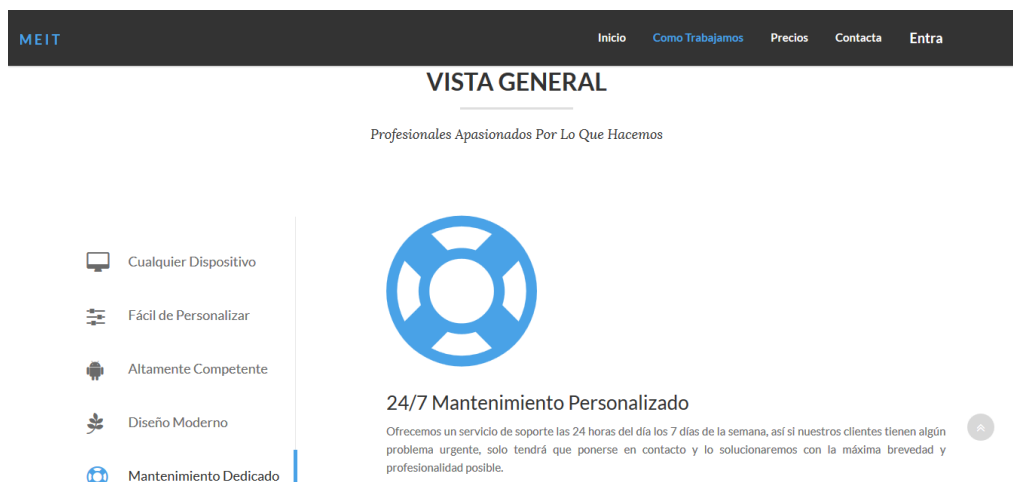 MEIT
Inicio Como Trabajamos Precios Contacta Entra
VISTA GENERAL
Profesionales Apasionados Por Lo Que Hacemos
Cualquier Dispositivo
Fácil de Personalizar
Altamente Competente
Diseño Moderno
Mantenimiento Dedicado
24/7 Mantenimiento Personalizado
Ofrecemos un servicio de soporte las 24 horas del día los 7 días de la semana, así si nuestros clientes tienen algún
problema urgente, solo tendrá que ponerse en contacto y lo solucionaremos con la máxima brevedad y
profesionalidad posible.